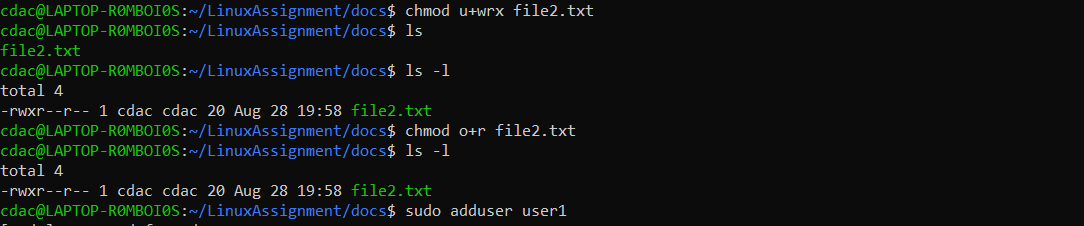 cdac@LAPTOP-R0MBOI0S:~/LinuxAssignment/docs$ chmod u+wrx file2.txt
cdac@LAPTOP-R0MBOI0S:~/LinuxAssignment/docs$ ls
file2.txt
cdac@LAPTOP-R0MBOI0S:~/LinuxAssignment/docs$ ls -l
total 4
-rwxr--r-- 1 cdac cdac 20 Aug 28 19:58 file2.txt
cdac@LAPTOP-R0MBOI0S:~/LinuxAssignment/docs$ chmod o+r file2.txt
cdac@LAPTOP-R0MBOI0S:~/LinuxAssignment/docs$ ls -l
total 4
-rwxr--r-- 1 cdac cdac 20 Aug 28 19:58 file2.txt
cdac@LAPTOP-R0MBOI0S:~/LinuxAssignment/docs$ sudo adduser user1